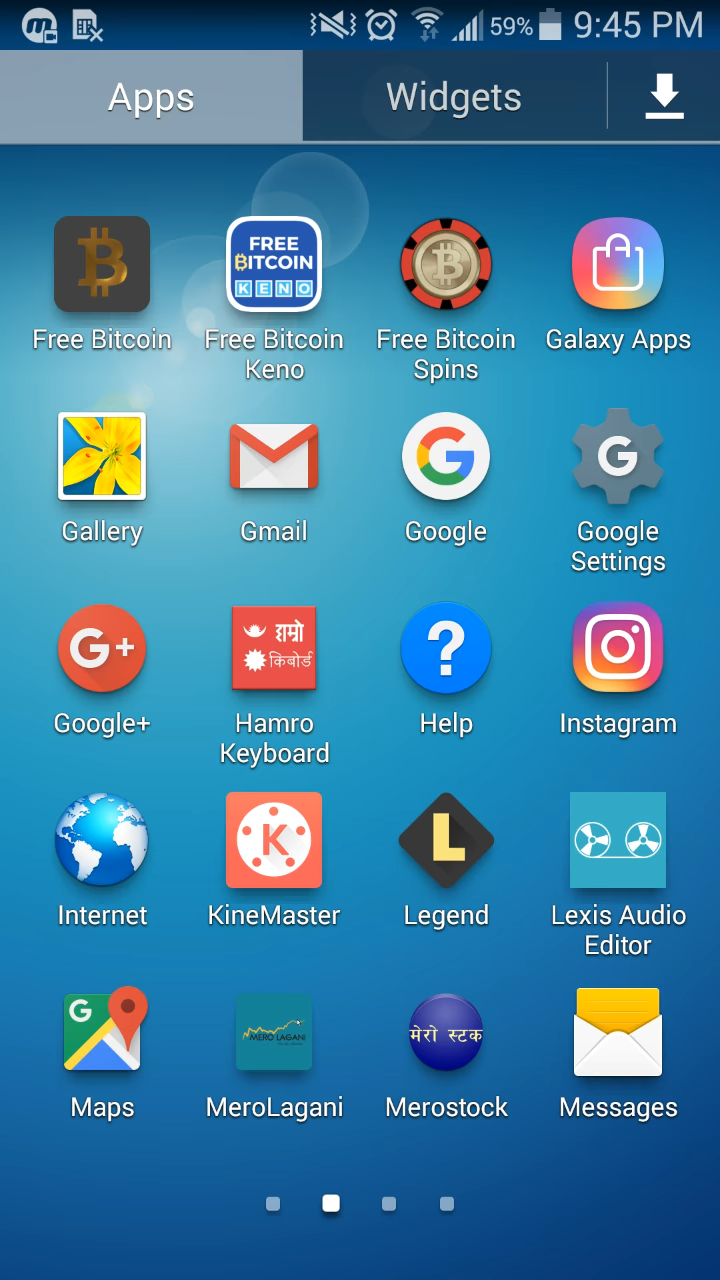 59% 9:45 PM
Apps Widgets
FREE
BITCOIN
KENO
Free Bitcoin Free Bitcoin Keno Free Bitcoin Spins Galaxy Apps
G G
Gallery Gmail Google Google Settings
G+ हाम्रो
किबोर्ड ?
Google+ Hamro Keyboard Help Instagram
K L
Internet KineMaster Legend Lexis Audio Editor
G MERO LAGANI मेरो स्टक
Maps MeroLagani Merostock Messages